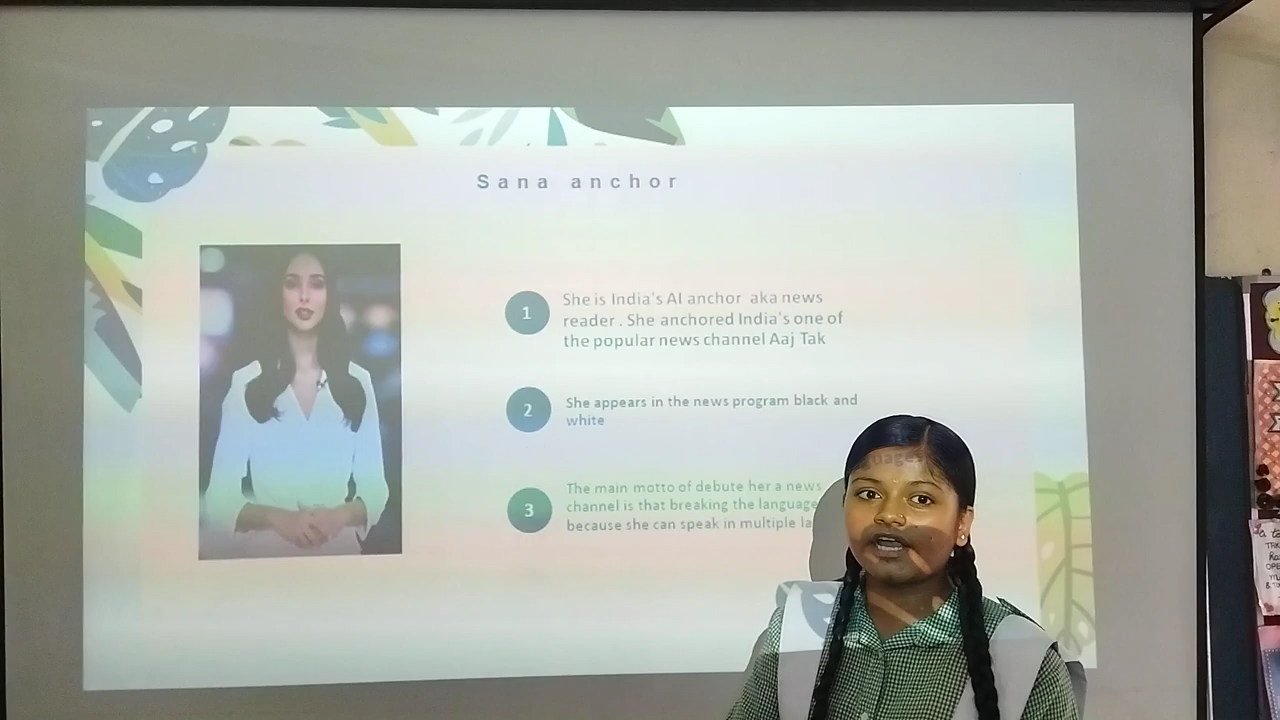 Sana anchor
1
She is India's AI anchor aka news
reader . She anchored India's one of
the popular news channel Aaj Tak
2
She appears in the news program black and
white
3
The main motto of debute her a news
channel is that breaking the language
because she can speak in multiple la